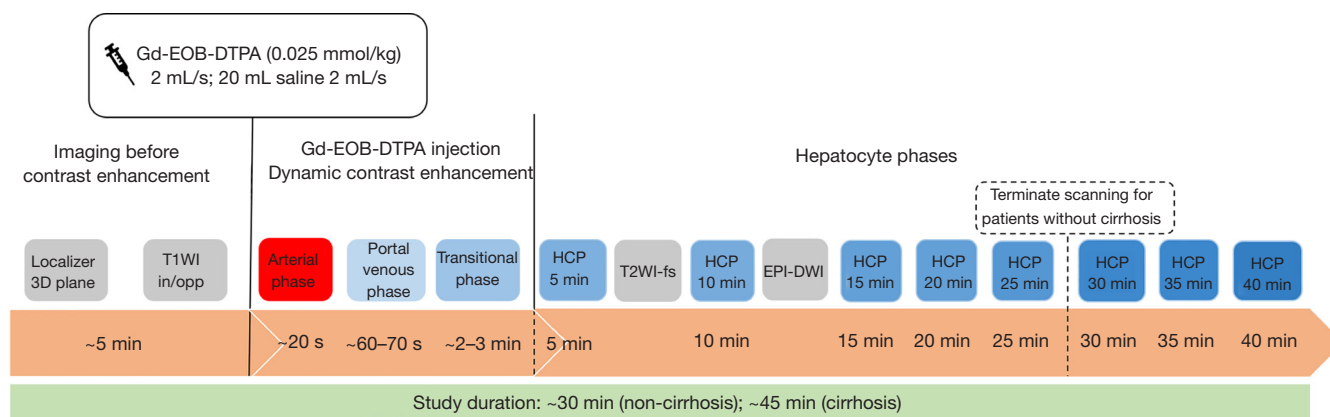 Gd-EOB-DTPA (0.025 mmol/kg)
2 mL/s; 20 mL saline 2 mL/s
Imaging before
contrast enhancement
Gd-EOB-DTPA injection
Dynamic contrast enhancement
Hepatocyte phases
Terminate scanning for
patients without cirrhosis
Localizer
3D plane
T1WI
in/opp
Arterial
phase
Portal
venous
phase
Transitional
phase
HCP
5 min
T2WI-fs
HCP
10 min
EPI-DWI
HCP
15 min
HCP
20 min
HCP
25 min
HCP
30 min
HCP
35 min
HCP
40 min
~5 min
~20 s
~60–70 s
~2–3 min
5 min
10 min
15 min
20 min
25 min
30 min
35 min
40 min
Study duration: ~30 min (non-cirrhosis); ~45 min (cirrhosis)